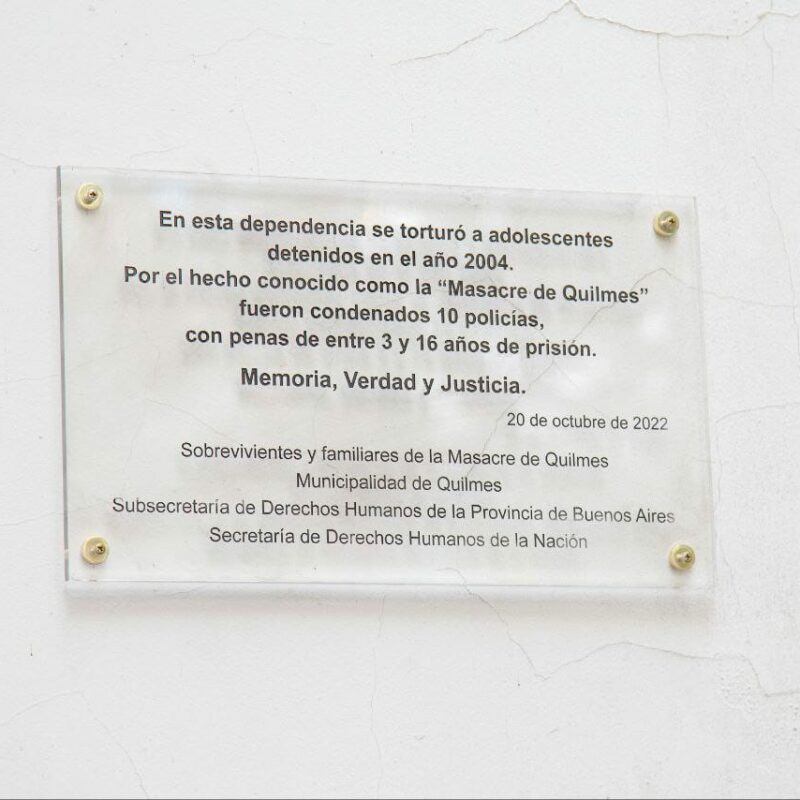 En esta dependencia se torturó a adolescentes
detenidos en el año 2004.
Por el hecho conocido como la “Masacre de Quilmes”
fueron condenados 10 policías,
con penas de entre 3 y 16 años de prisión.
Memoria, Verdad y Justicia.
20 de octubre de 2022
Sobrevivientes y familiares de la Masacre de Quilmes
Municipalidad de Quilmes
Subsecretaría de Derechos Humanos de la Provincia de Buenos Aires
Secretaría de Derechos Humanos de la Nación